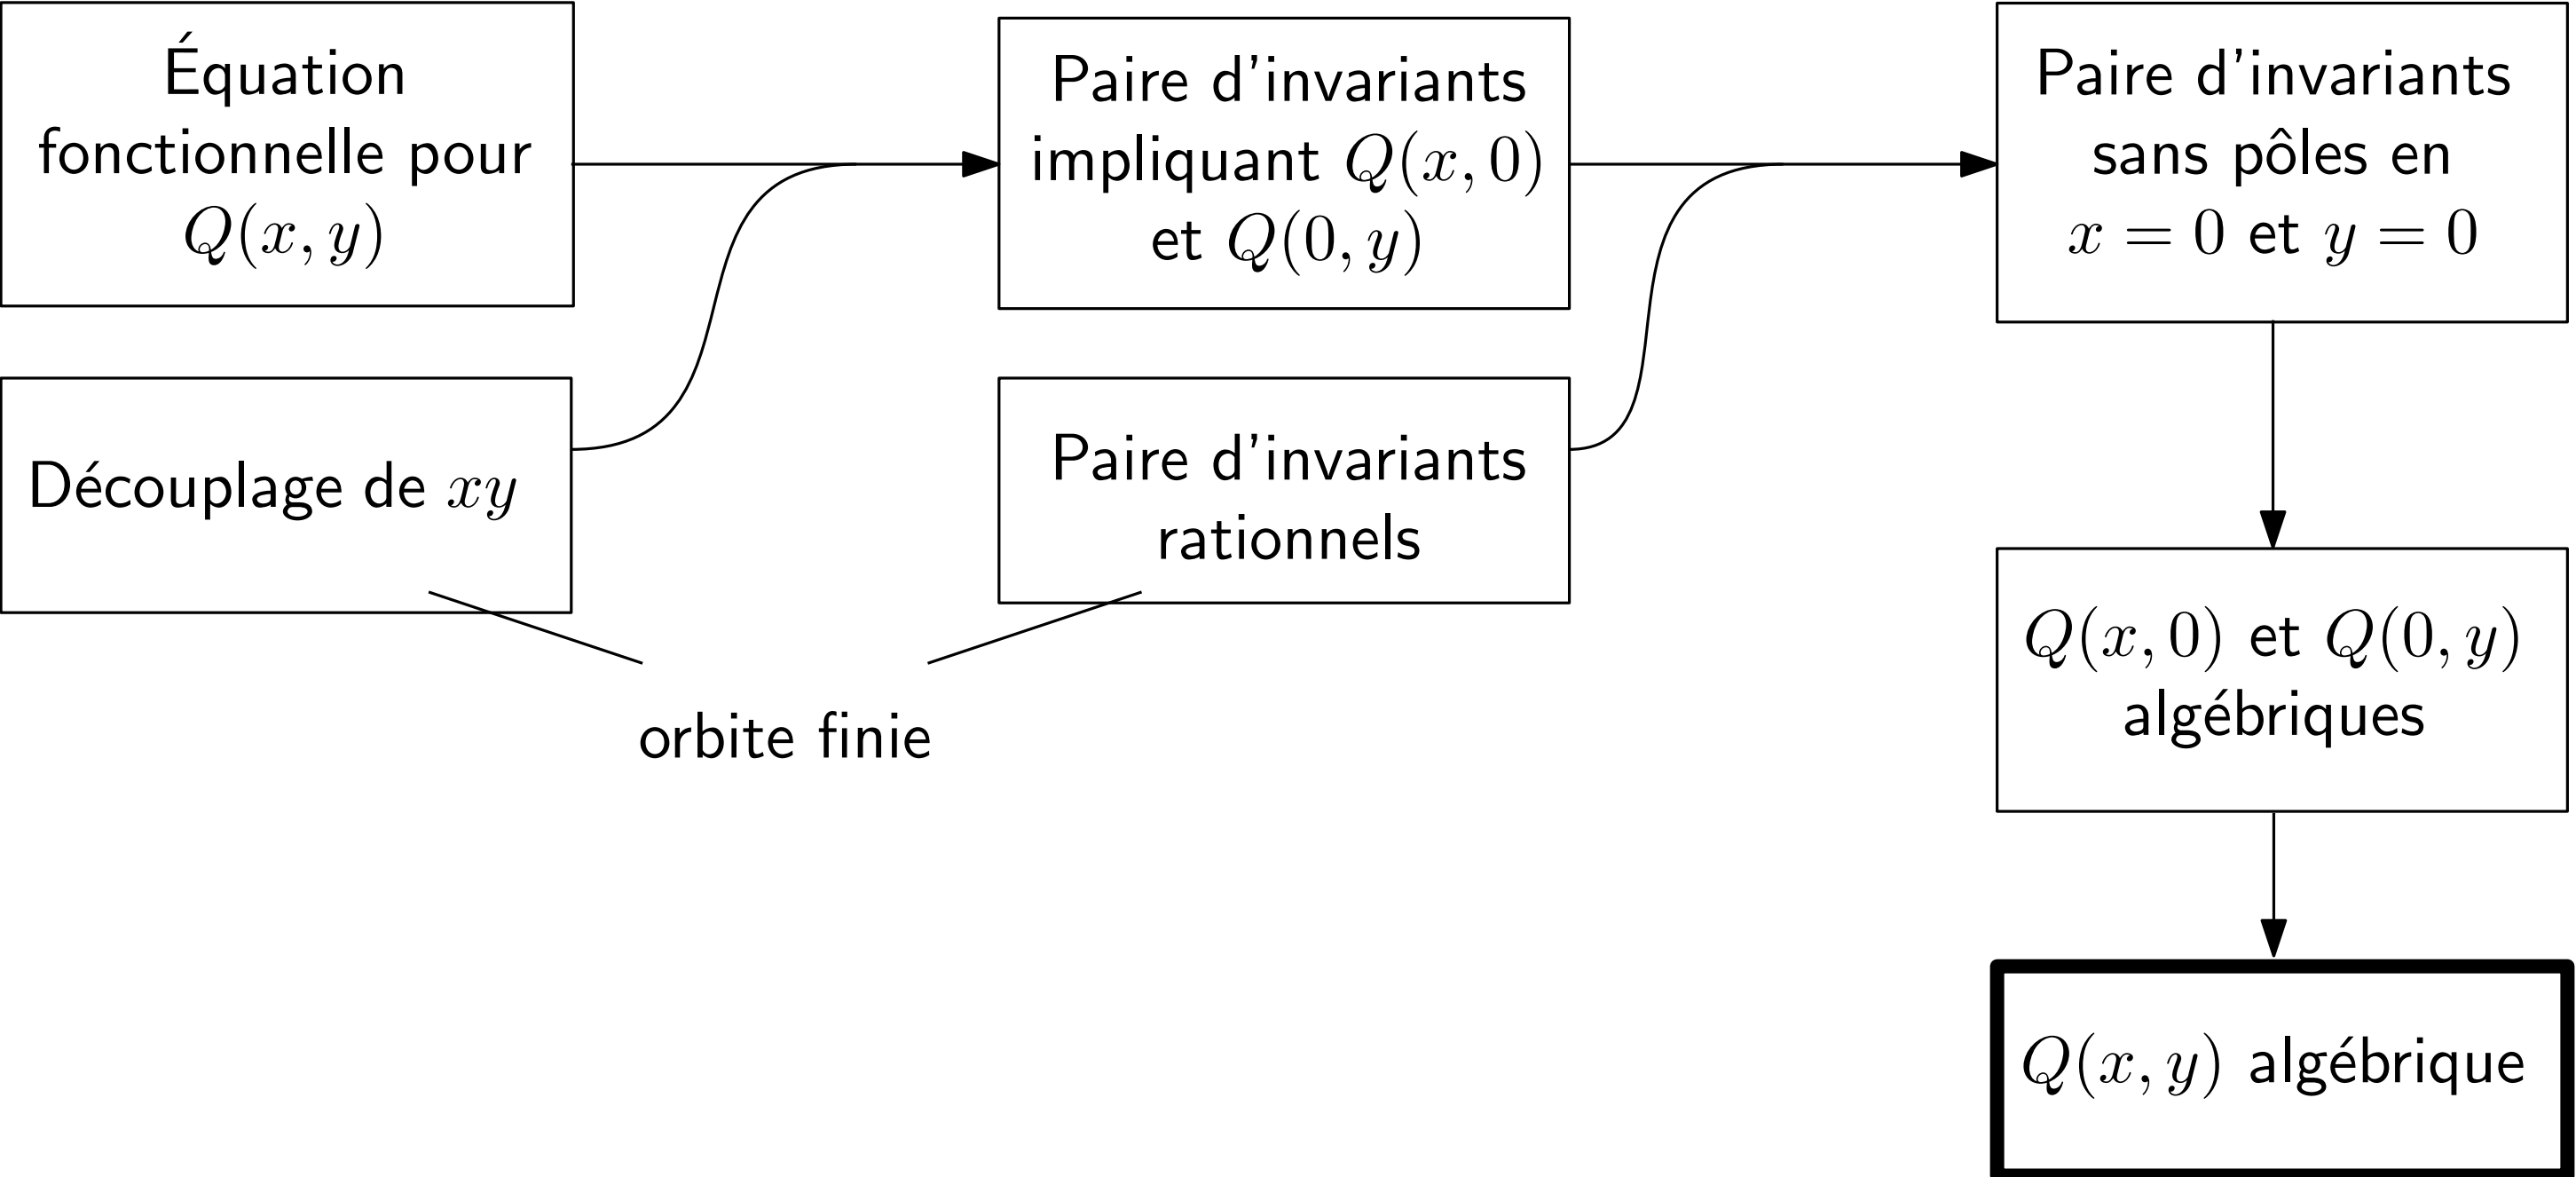 Équation
fonctionnelle pour
Q(x, y)
Découplage de xy
Paire d'invariants
impliquant Q(x, 0)
et Q(0, y)
Paire d'invariants
rationnels
orbite finie
Paire d'invariants
sans pôles en
x = 0 et y = 0
Q(x, 0) et Q(0, y)
algébriques
Q(x, y) algébrique